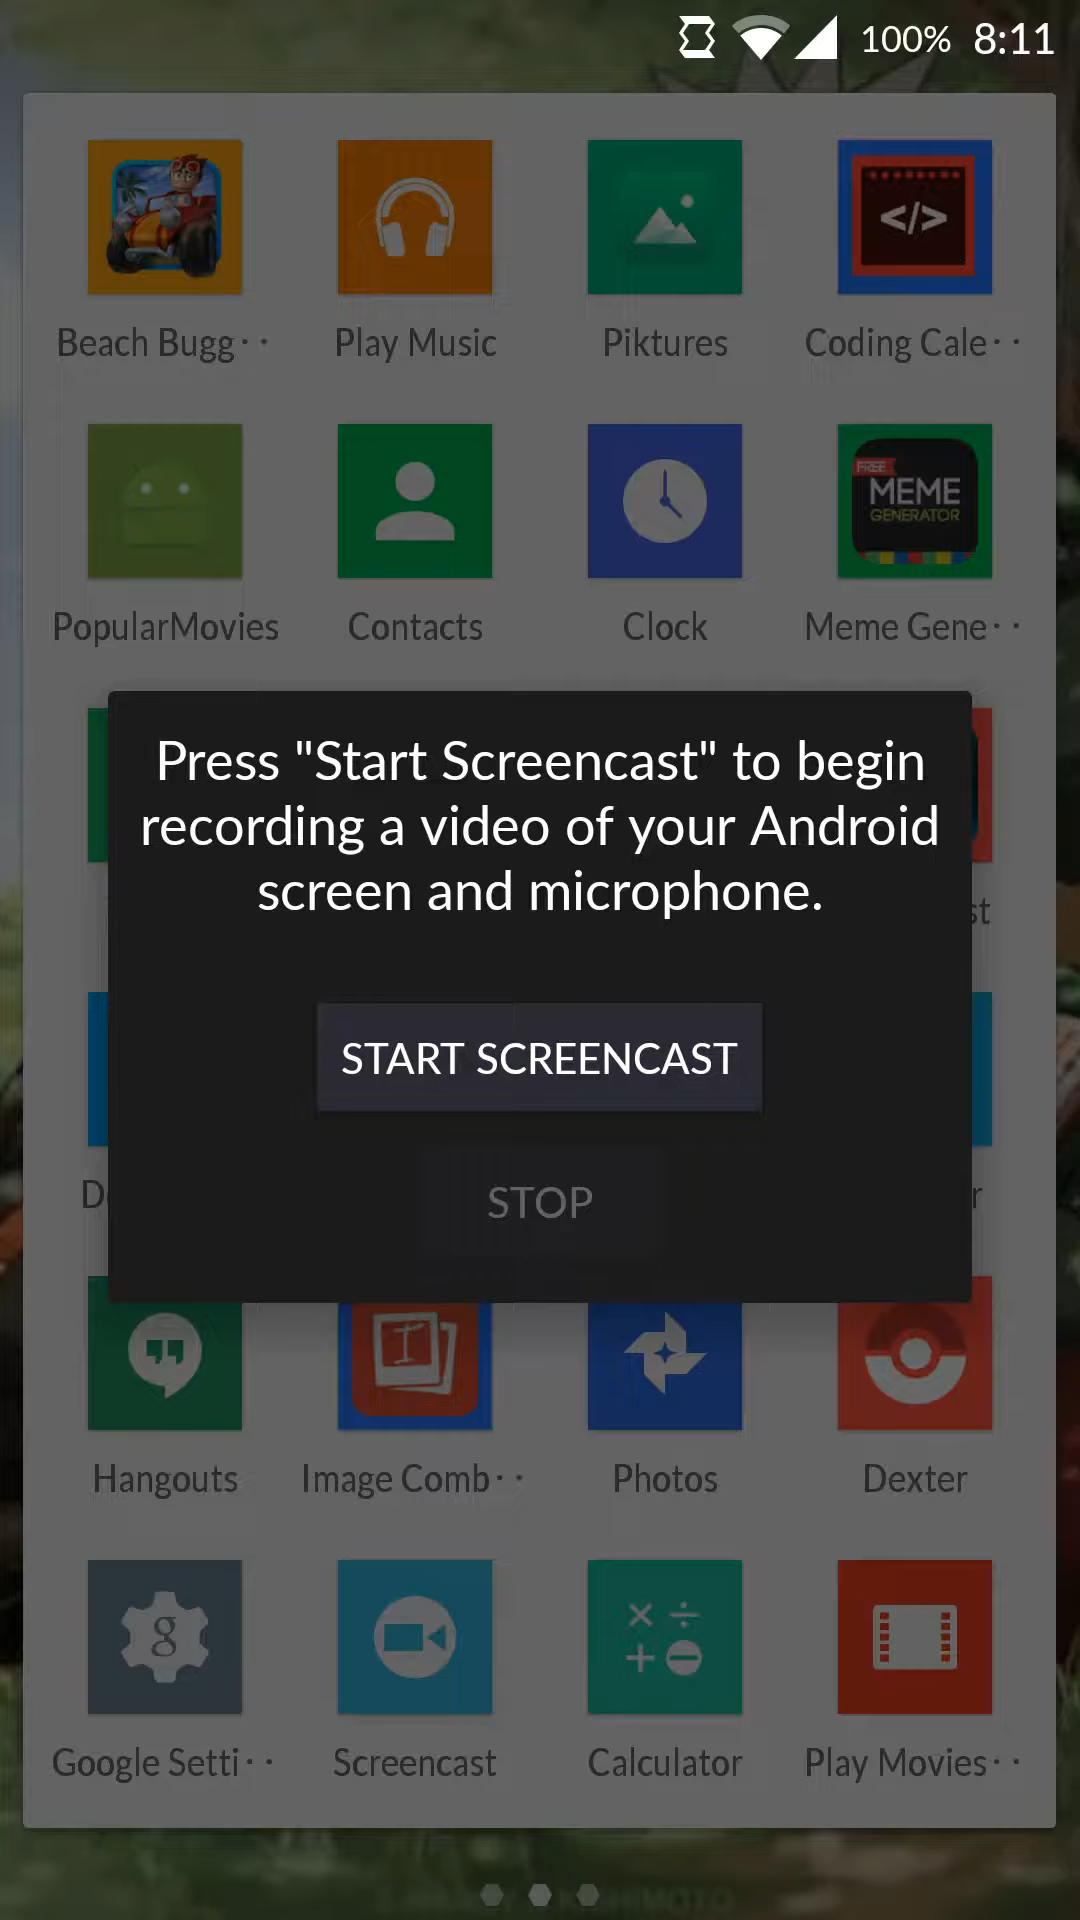 100% 8:11
Beach Bugg·· Play Music Piktures Coding Cale··
</>
FREE
MEME
GENERATOR
PopularMovies Contacts Clock Meme Gene··
Press "Start Screencast" to begin
recording a video of your Android
screen and microphone.
st
START SCREENCAST
D r
STOP
Hangouts Image Comb·· Photos Dexter
g
Google Setti·· Screencast Calculator Play Movies··